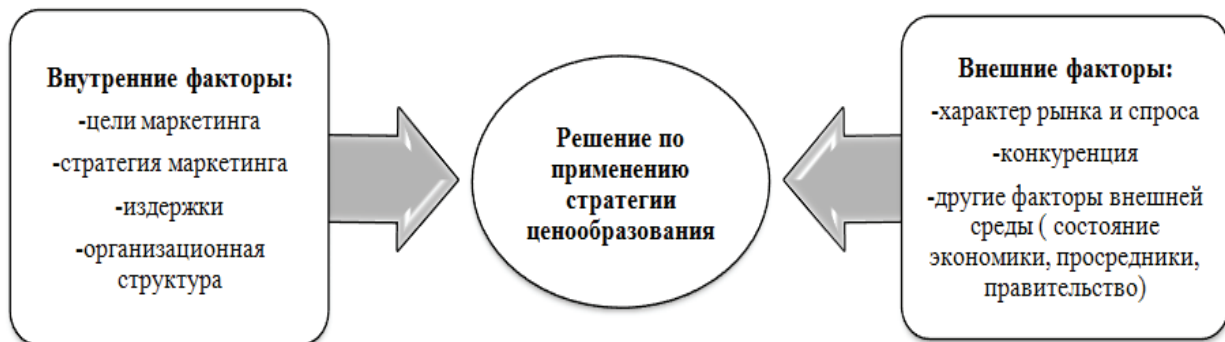 Внутренние факторы:
-цели маркетинга
-стратегия маркетинга
-издержки
-организационная
структура
Решение по
применению
стратегии
ценообразования
Внешние факторы:
-характер рынка и спроса
-конкуренция
-другие факторы внешней
среды ( состояние
экономики, просредники,
правительство)